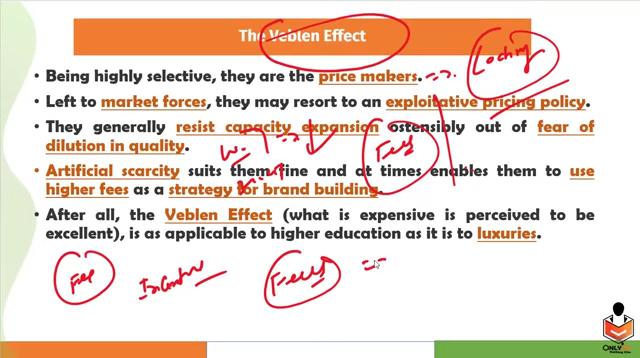 The Veblen Effect
• Being highly selective, they are the price makers.
• Left to market forces, they may resort to an exploitative pricing policy.
• They generally resist capacity expansion ostensibly out of fear of
dilution in quality.
• Artificial scarcity suits them fine and at times enables them to use
higher fees as a strategy for brand building.
• After all, the Veblen Effect (what is expensive is perceived to be
excellent), is as applicable to higher education as it is to luxuries.
Fees
Fee
Fees